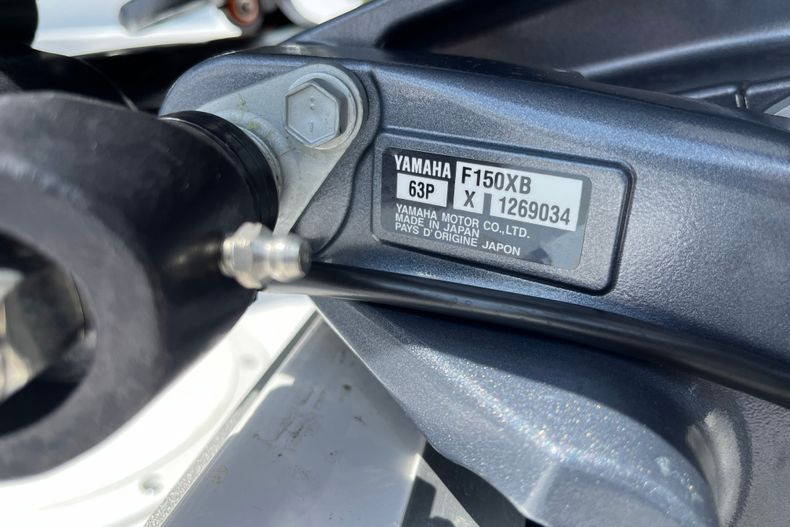 YAMAHA F150XB
63P X 1269034
YAMAHA MOTOR CO.,LTD.
MADE IN JAPAN
PAYS D'ORIGINE JAPON